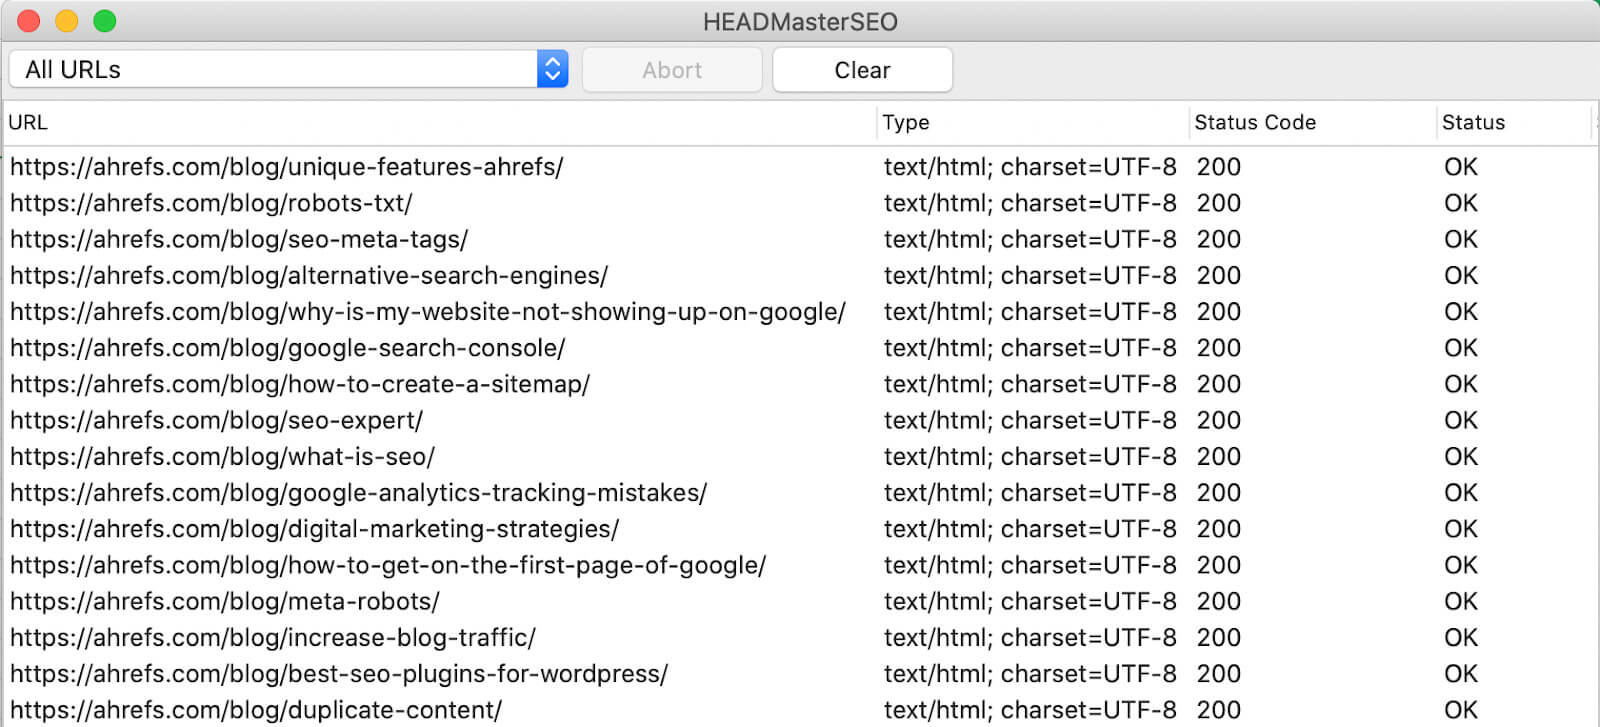 HEADMasterSEO
All URLs Abort Clear
URL Type Status Code Status
https://ahrefs.com/blog/unique-features-ahrefs/ text/html; charset=UTF-8 200 OK
https://ahrefs.com/blog/robots-txt/ text/html; charset=UTF-8 200 OK
https://ahrefs.com/blog/seo-meta-tags/ text/html; charset=UTF-8 200 OK
https://ahrefs.com/blog/alternative-search-engines/ text/html; charset=UTF-8 200 OK
https://ahrefs.com/blog/why-is-my-website-not-showing-up-on-google/ text/html; charset=UTF-8 200 OK
https://ahrefs.com/blog/google-search-console/ text/html; charset=UTF-8 200 OK
https://ahrefs.com/blog/how-to-create-a-sitemap/ text/html; charset=UTF-8 200 OK
https://ahrefs.com/blog/seo-expert/ text/html; charset=UTF-8 200 OK
https://ahrefs.com/blog/what-is-seo/ text/html; charset=UTF-8 200 OK
https://ahrefs.com/blog/google-analytics-tracking-mistakes/ text/html; charset=UTF-8 200 OK
https://ahrefs.com/blog/digital-marketing-strategies/ text/html; charset=UTF-8 200 OK
https://ahrefs.com/blog/how-to-get-on-the-first-page-of-google/ text/html; charset=UTF-8 200 OK
https://ahrefs.com/blog/meta-robots/ text/html; charset=UTF-8 200 OK
https://ahrefs.com/blog/increase-blog-traffic/ text/html; charset=UTF-8 200 OK
https://ahrefs.com/blog/best-seo-plugins-for-wordpress/ text/html; charset=UTF-8 200 OK
https://ahrefs.com/blog/duplicate-content/ text/html; charset=UTF-8 200 OK